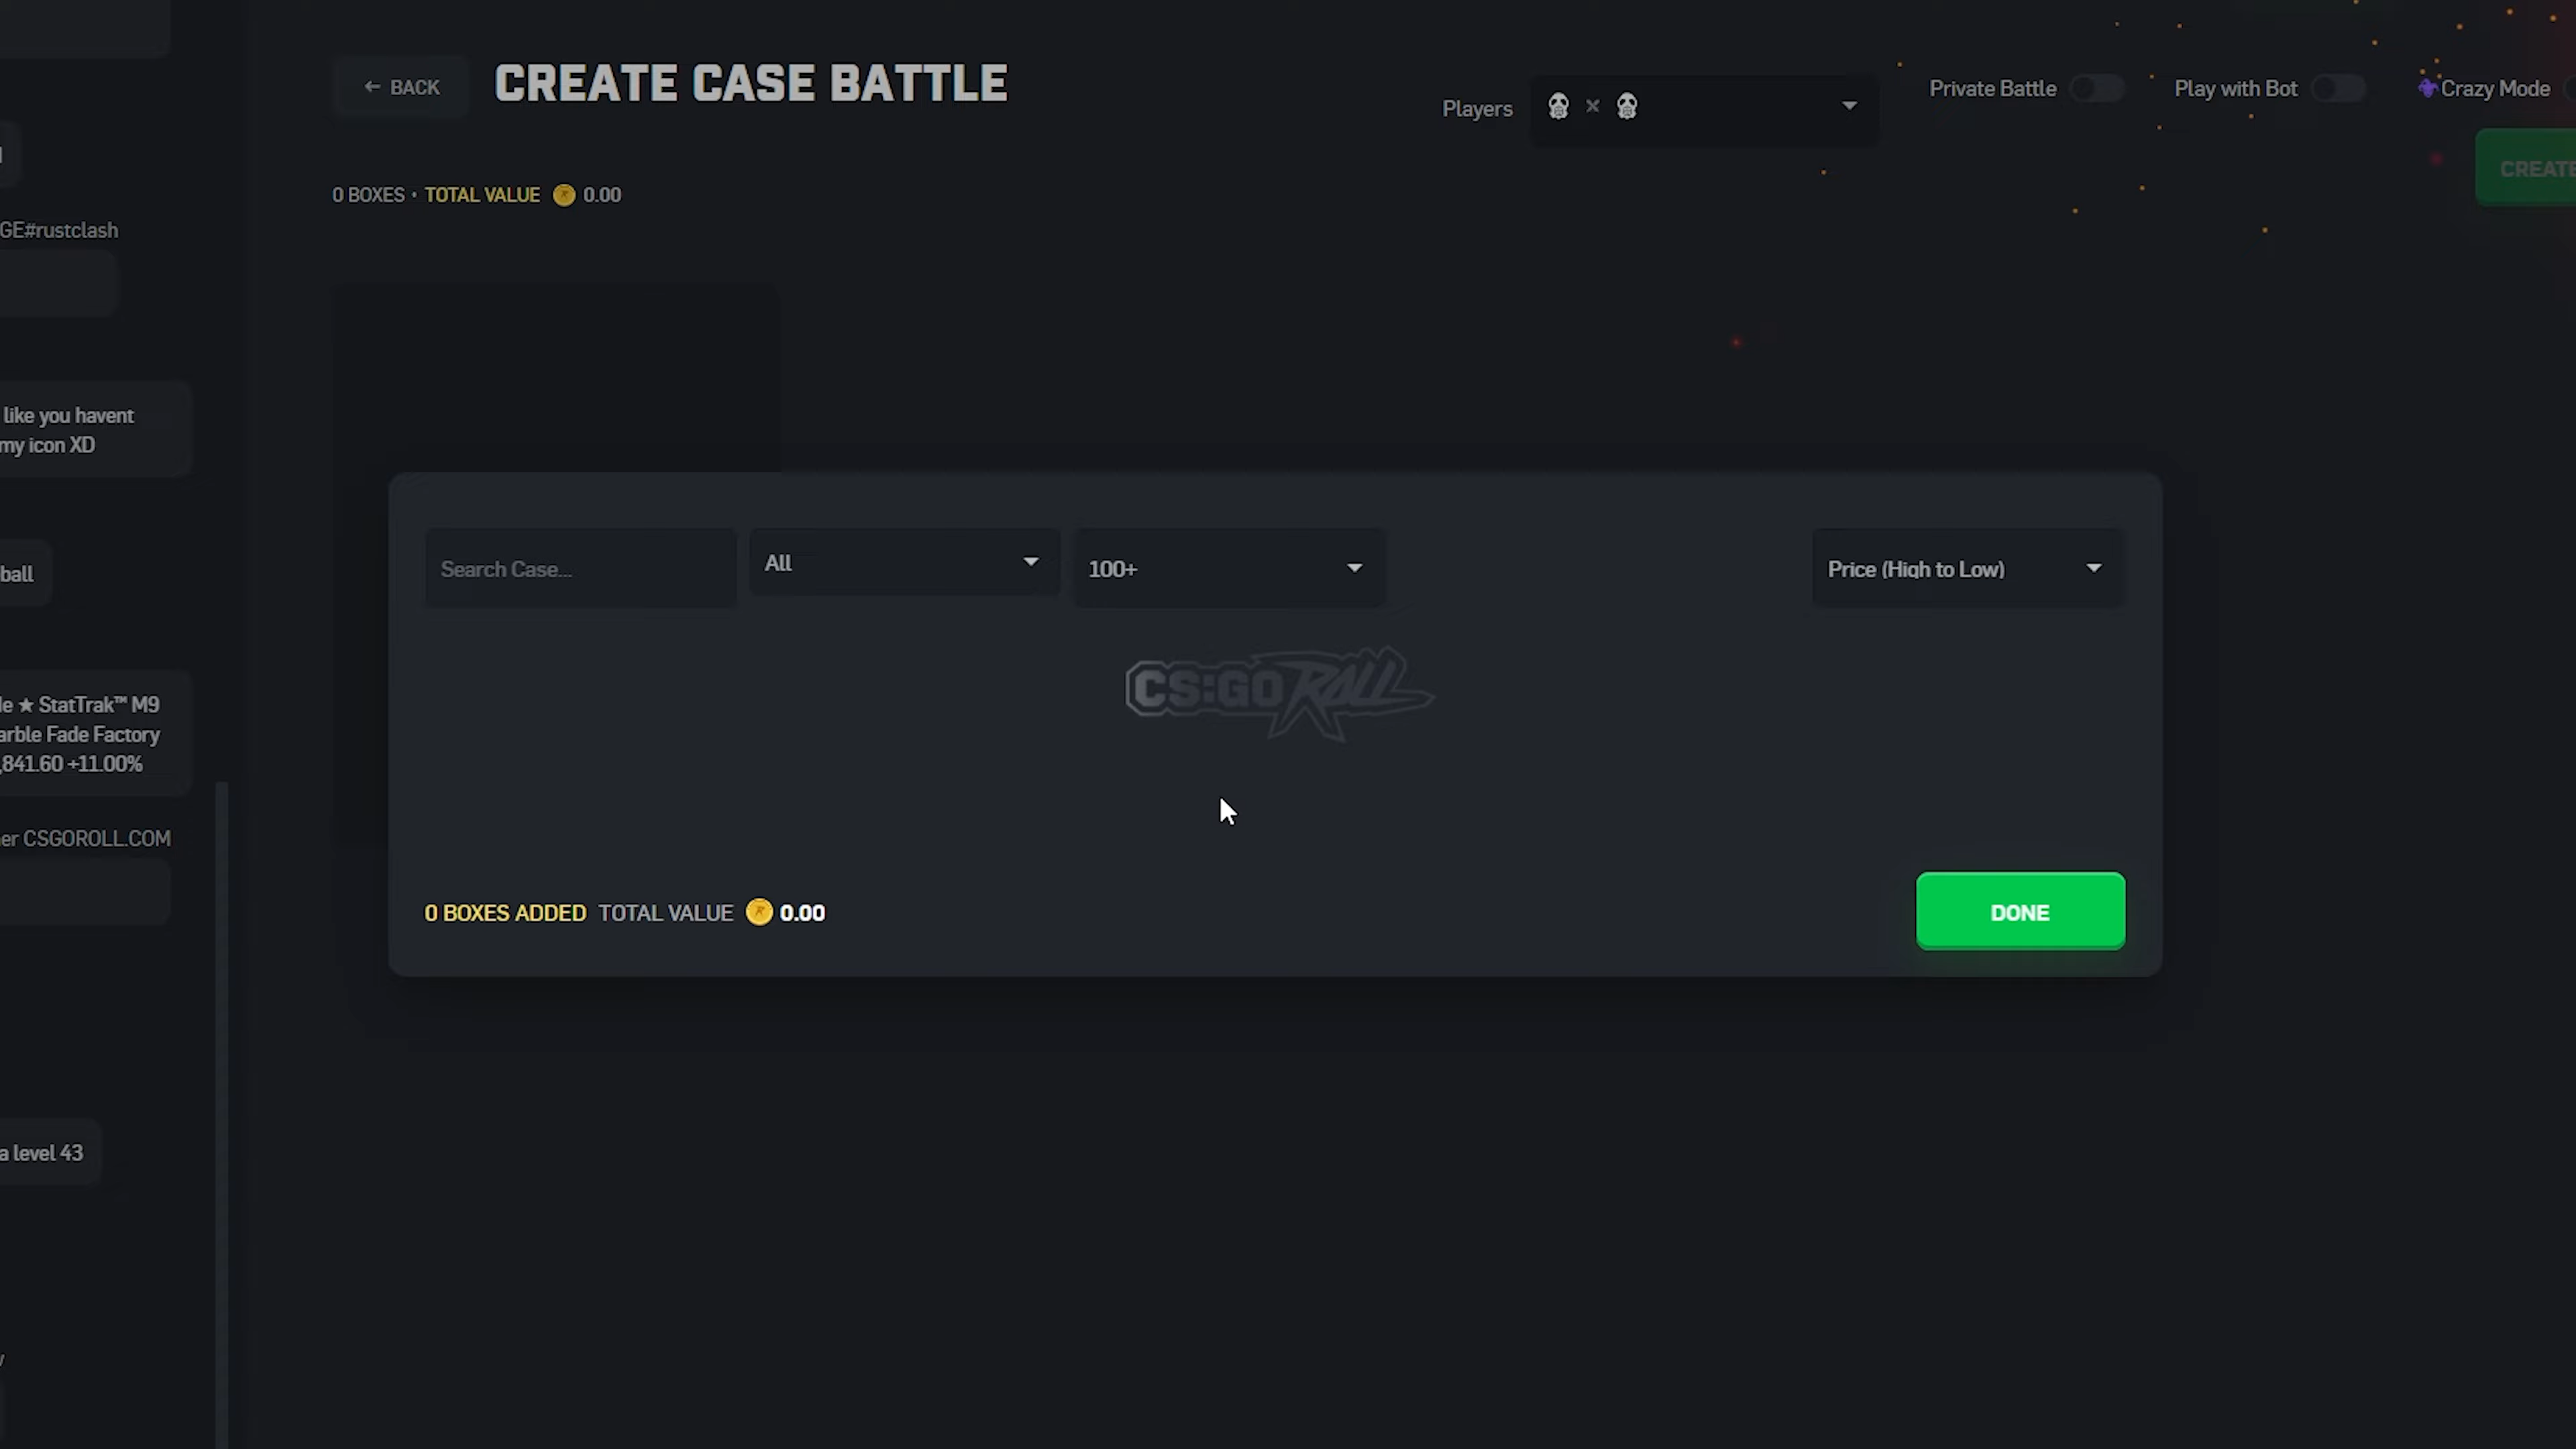 ← BACK
CREATE CASE BATTLE
Players
×
Private Battle
Play with Bot
Crazy Mode
CREATE
0 BOXES • TOTAL VALUE 0.00
GE#rustclash
like you havent
my icon XD
ball
★ StatTrak™ M9
Fade Factory
,841.60 +11.00%
CSGOROLL.COM
a level 43
Search Case...
All
100+
Price (High to Low)
CS:GO ROLL
0 BOXES ADDED TOTAL VALUE 0.00
DONE